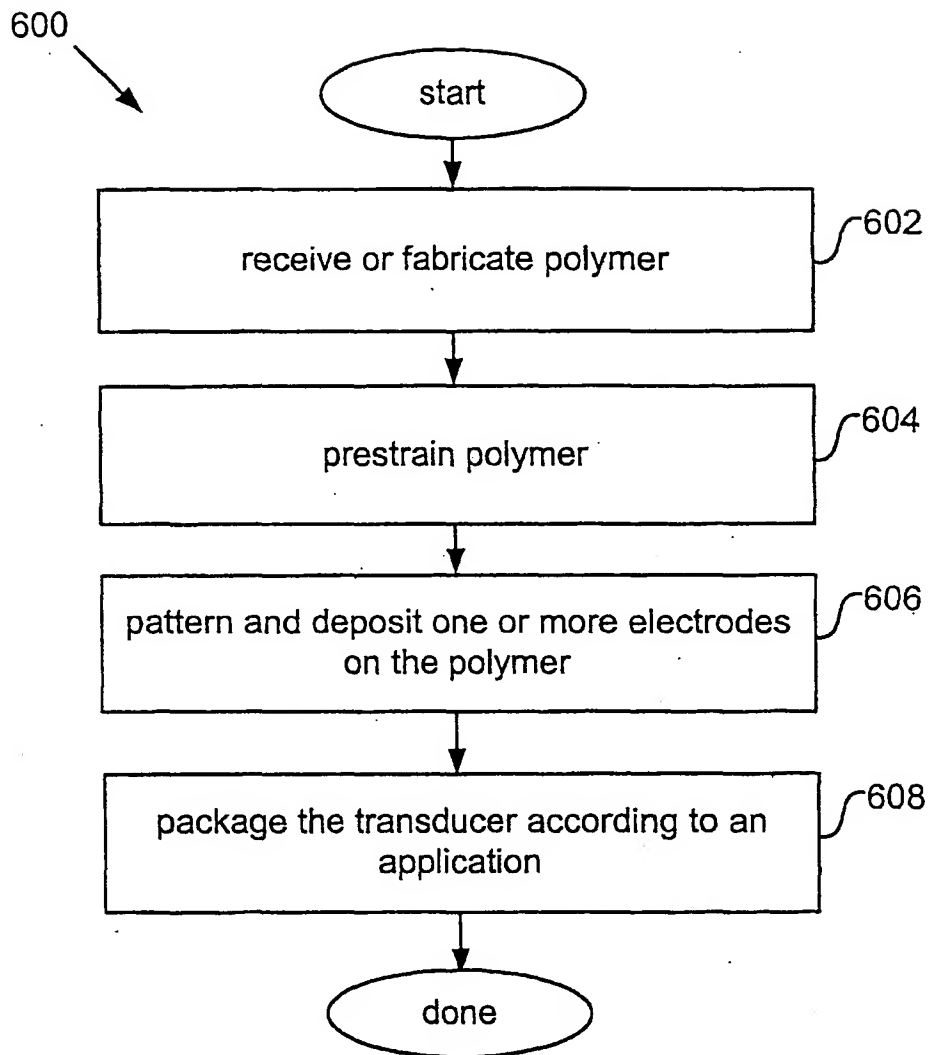 600
start
receive or fabricate polymer
602
prestrain polymer
604
pattern and deposit one or more electrodes
on the polymer
606
package the transducer according to an
application
608
done